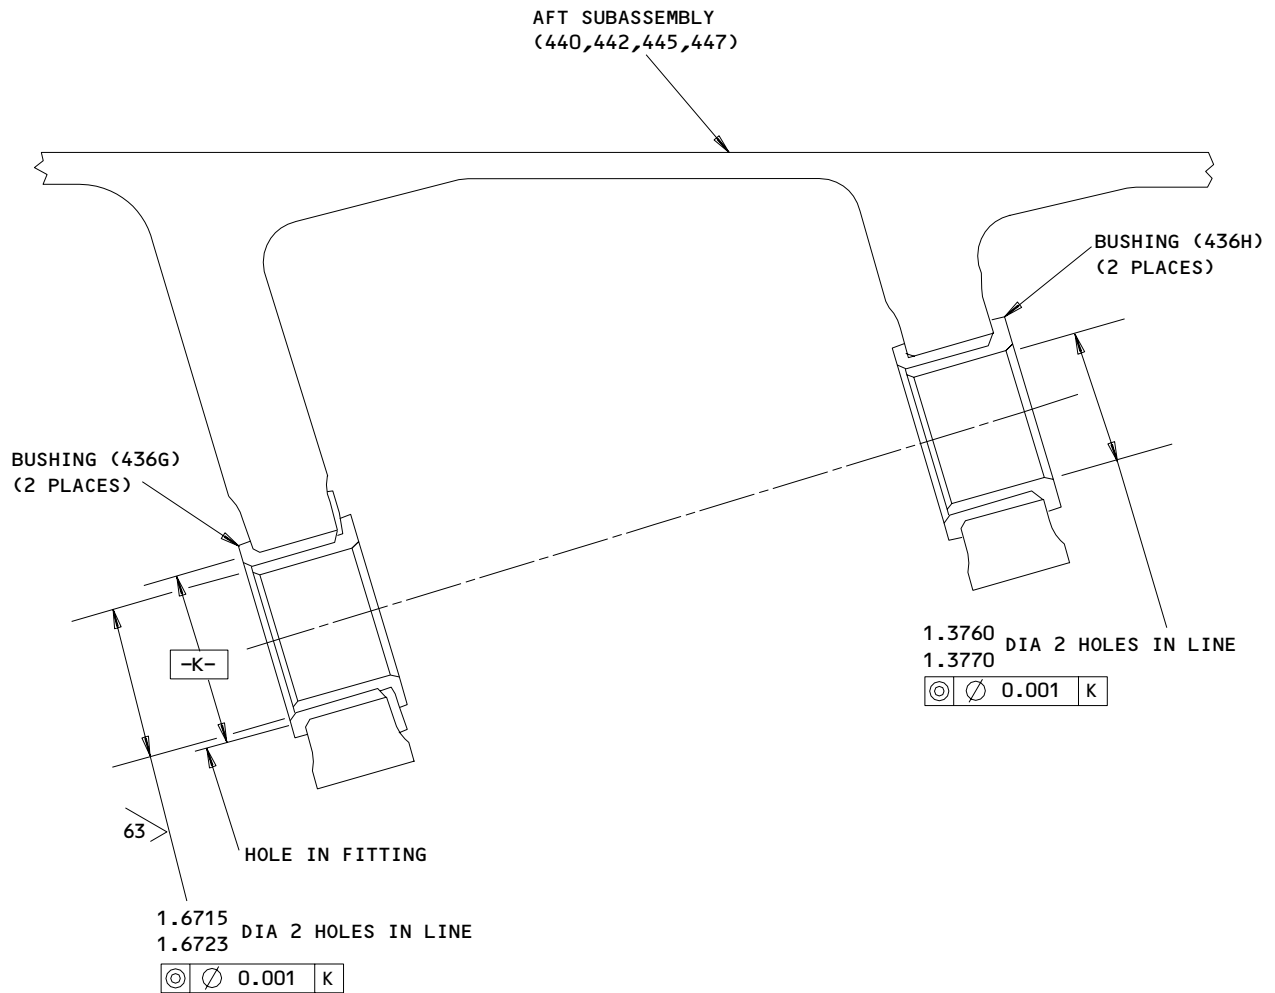 AFT SUBASSEMBLY
(440,442,445,447)
BUSHING (436H)
(2 PLACES)
BUSHING (436G)
(2 PLACES)
-K-
1.3760
1.3770
DIA 2 HOLES IN LINE
⌀ 0.001 K
63
HOLE IN FITTING
1.6715
1.6723
DIA 2 HOLES IN LINE
⌀ 0.001 K